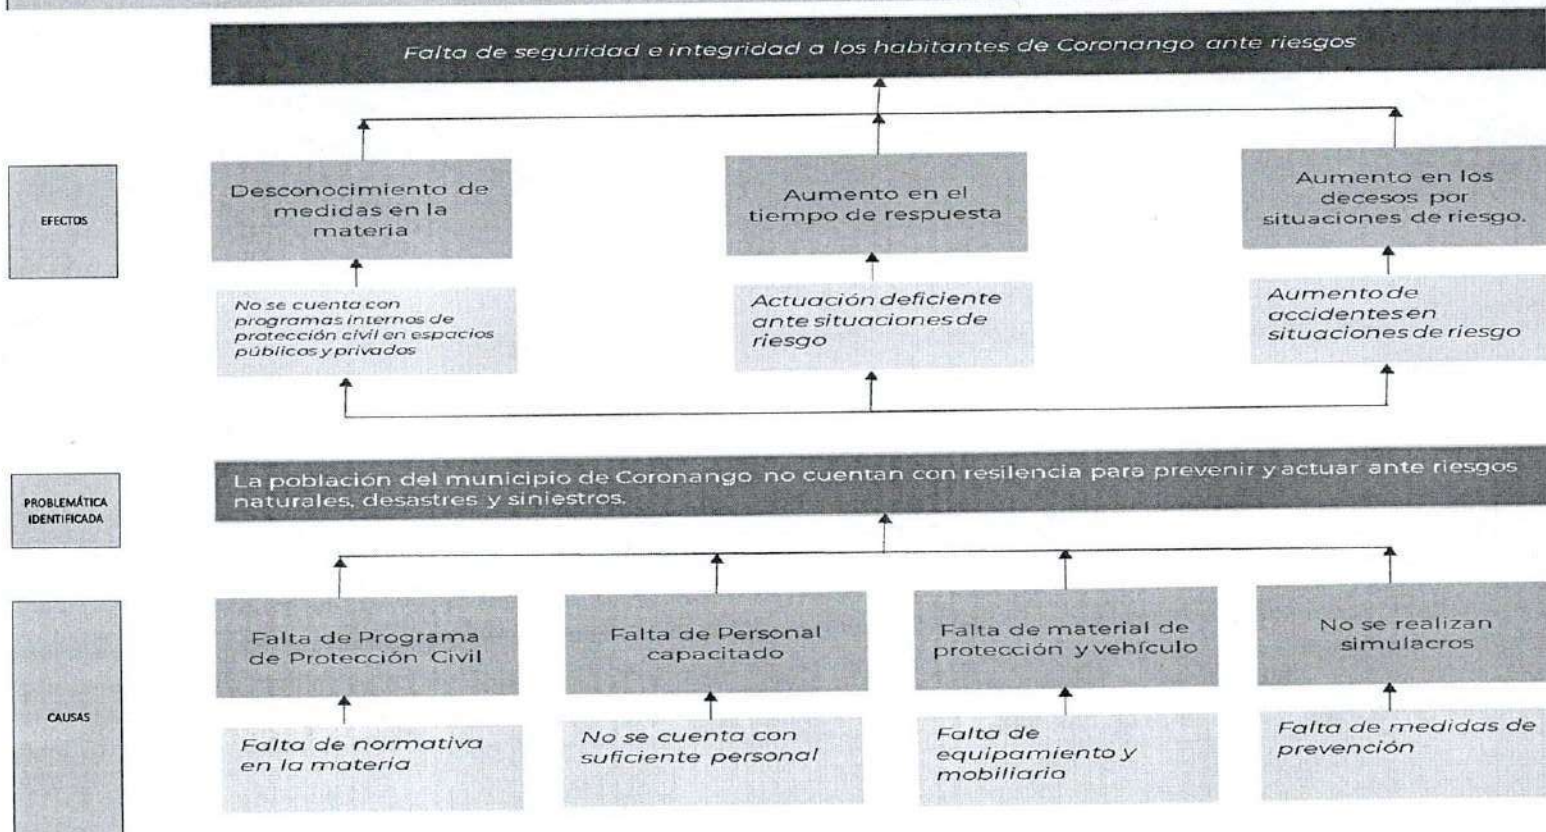 Falta de seguridad e integridad a los habitantes de Coronango ante riesgos
EFECTOS
Desconocimiento de
medidas en la
materia
Aumento en el
tiempo de respuesta
Aumento en los
decesos por
situaciones de riesgo.
No se cuenta con
programas internos de
protección civil en espacios
públicos y privados
Actuación deficiente
ante situaciones de
riesgo
Aumento de
accidentes en
situaciones de riesgo
PROBLEMÁTICA
IDENTIFICADA
La población del municipio de Coronango no cuentan con resilencia para prevenir y actuar ante riesgos
naturales, desastres y siniestros.
CAUSAS
Falta de Programa
de Protección Civil
Falta de Personal
capacitado
Falta de material de
protección y vehículo
No se realizan
simulacros
Falta de normativa
en la materia
No se cuenta con
suficiente personal
Falta de
equipamiento y
mobiliaria
Falta de medidas de
prevención